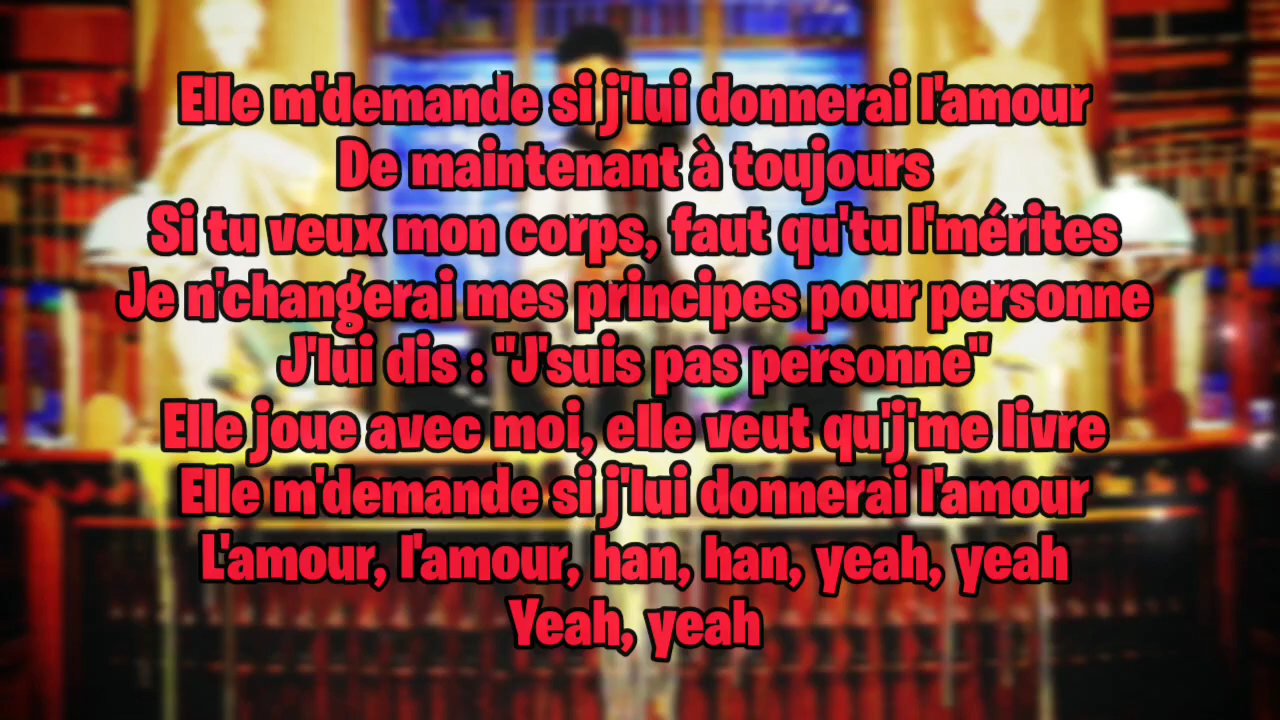 Elle m'demande si j'lui donnerai l'amour
De maintenant à toujours
Si tu veux mon corps, faut qu'tu l'mérites
Je n'changerai mes principes pour personne
J'lui dis : "J'suis pas personne"
Elle joue avec moi, elle veut qu'j'me livre
Elle m'demande si j'lui donnerai l'amour
L'amour, l'amour, han, han, yeah, yeah
Yeah, yeah